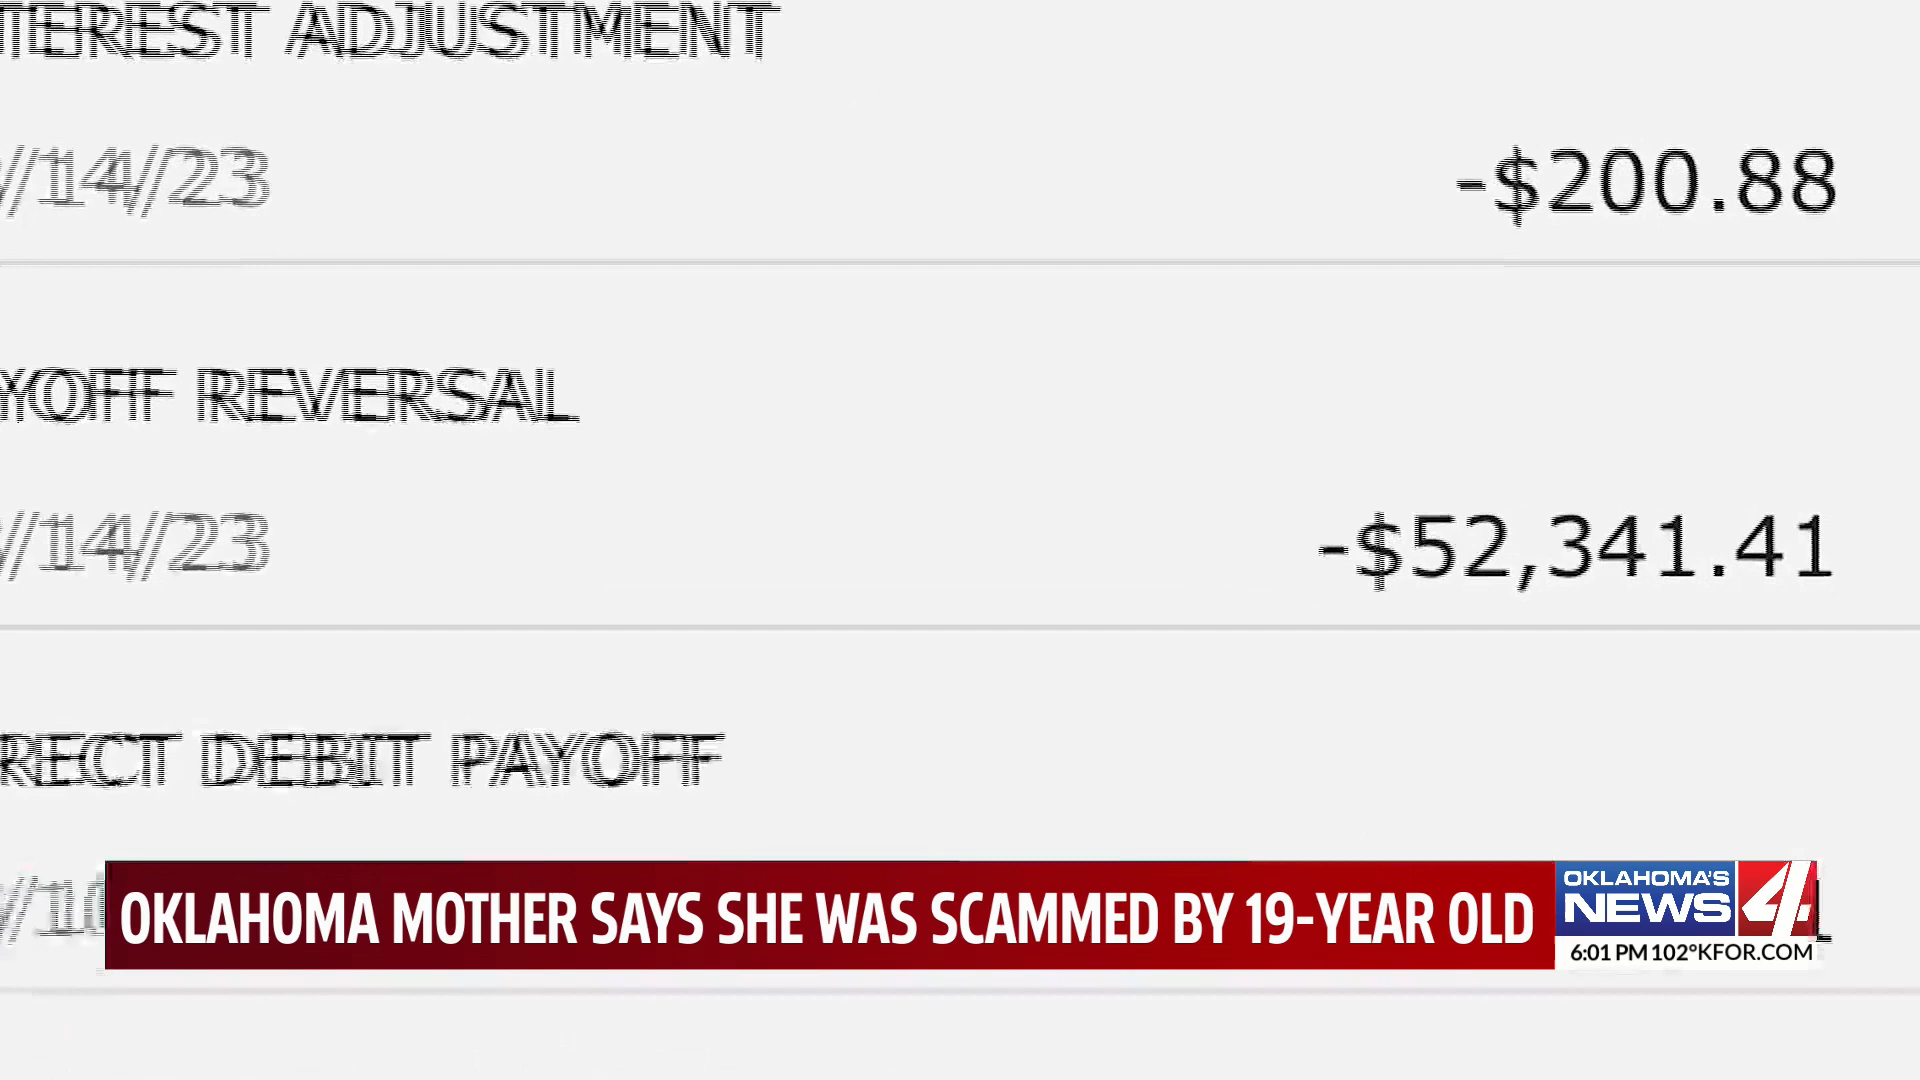 TEREST ADJUSTMENT
/14/23 -$200.88
YOFF REVERSAL
/14/23 -$52,341.41
RECT DEBIT PAYOFF
OKLAHOMA MOTHER SAYS SHE WAS SCAMMED BY 19-YEAR OLD
OKLAHOMA'S
NEWS 4
6:01 PM 102° KFOR.COM